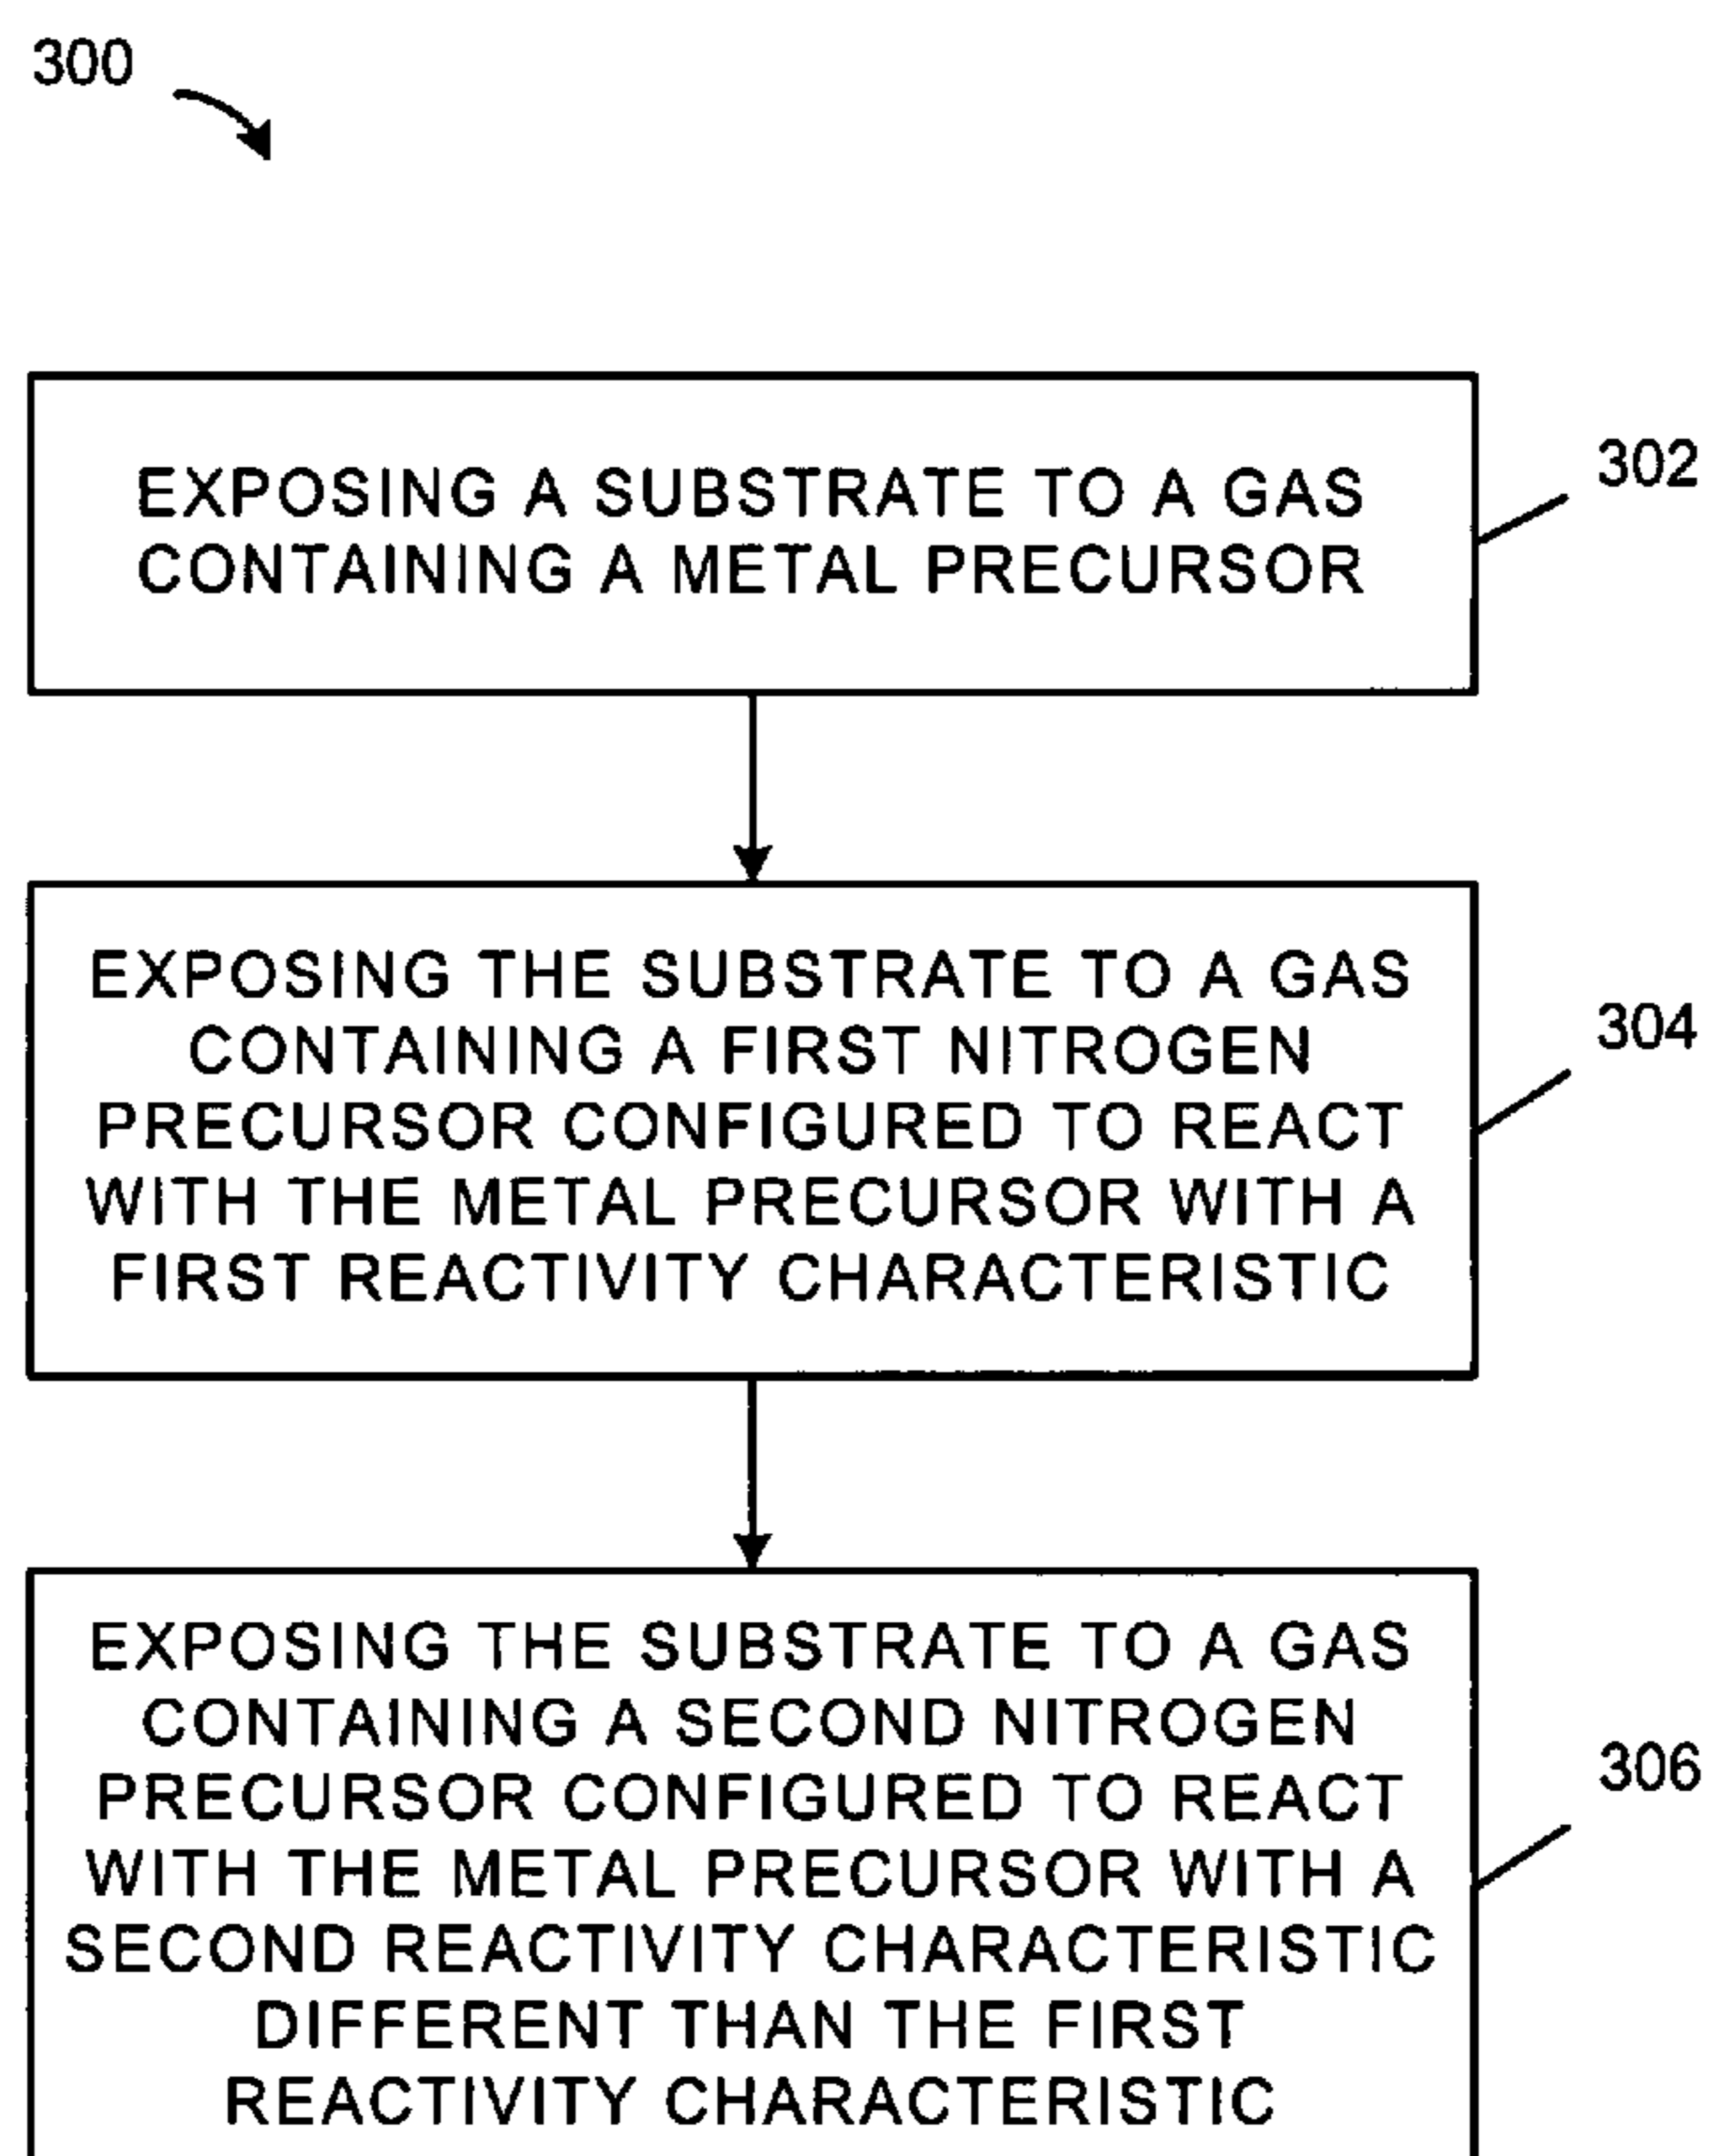 300
EXPOSING A SUBSTRATE TO A GAS
CONTAINING A METAL PRECURSOR
302
EXPOSING THE SUBSTRATE TO A GAS
CONTAINING A FIRST NITROGEN
PRECURSOR CONFIGURED TO REACT
WITH THE METAL PRECURSOR WITH A
FIRST REACTIVITY CHARACTERISTIC
304
EXPOSING THE SUBSTRATE TO A GAS
CONTAINING A SECOND NITROGEN
PRECURSOR CONFIGURED TO REACT
WITH THE METAL PRECURSOR WITH A
SECOND REACTIVITY CHARACTERISTIC
DIFFERENT THAN THE FIRST
REACTIVITY CHARACTERISTIC
306